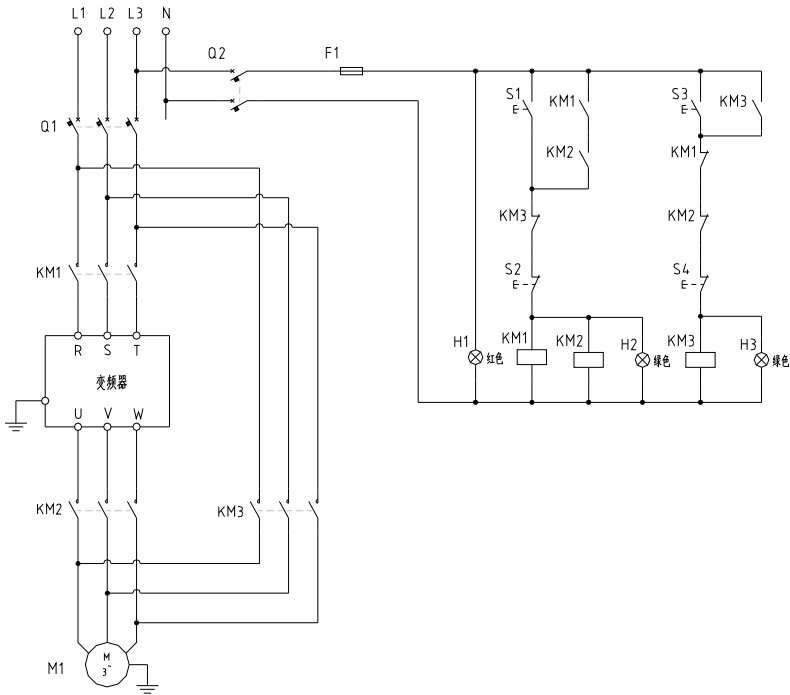 L1 L2 L3 N
Q2 F1
S1 KM1 S3 KM3
Q1
KM2 KM1
KM3 KM2
KM1 S2 S4
H1 红色 KM1 KM2 H2 绿色 KM3 H3 绿色
R S T
变频器
U V W
KM2 KM3
M1 M
3~